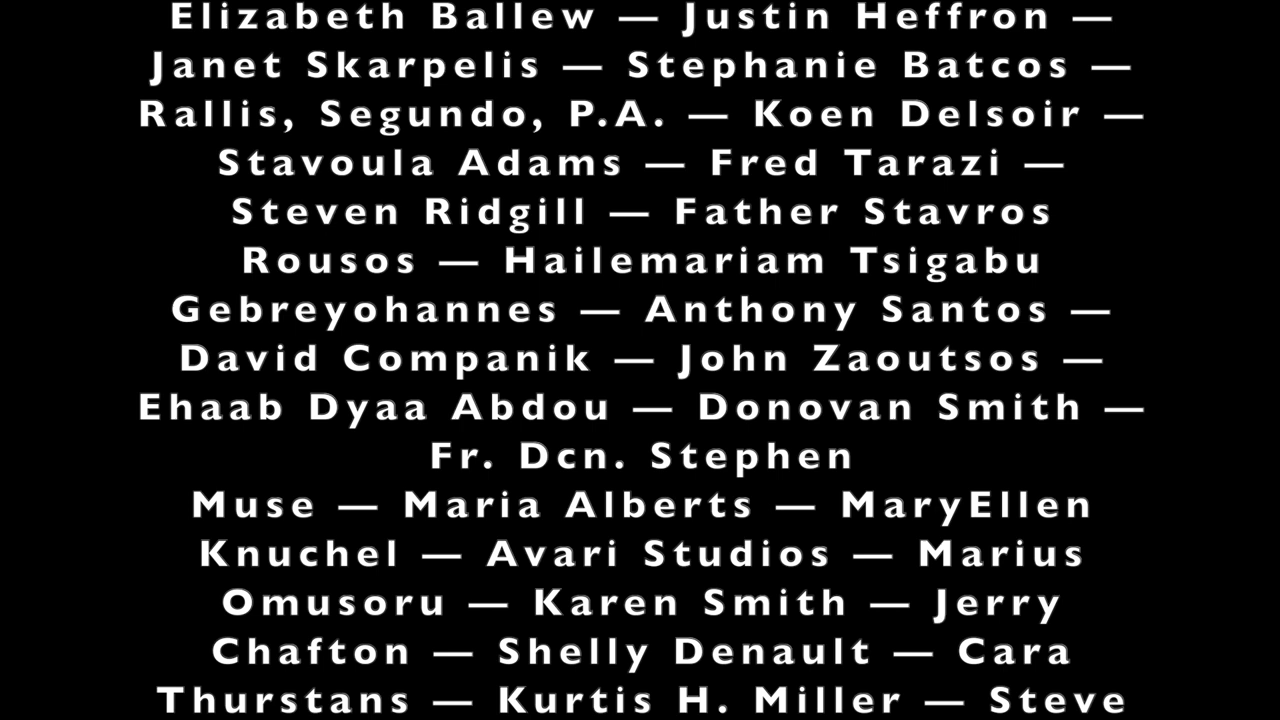 Elizabeth Ballew — Justin Heffron —
Janet Skarpelis — Stephanie Batcos —
Rallis, Segundo, P.A. — Koen Delsoir —
Stavoula Adams — Fred Tarazi —
Steven Ridgill — Father Stavros
Rousos — Hailemariam Tsigabu
Gebreyohannes — Anthony Santos —
David Companik — John Zaoutsos —
Ehaab Dyaa Abdou — Donovan Smith —
Fr. Dcn. Stephen
Muse — Maria Alberts — MaryEllen
Knuchel — Avari Studios — Marius
Omusoru — Karen Smith — Jerry
Chafton — Shelly Denault — Cara
Thurstans — Kurtis H. Miller — Steve